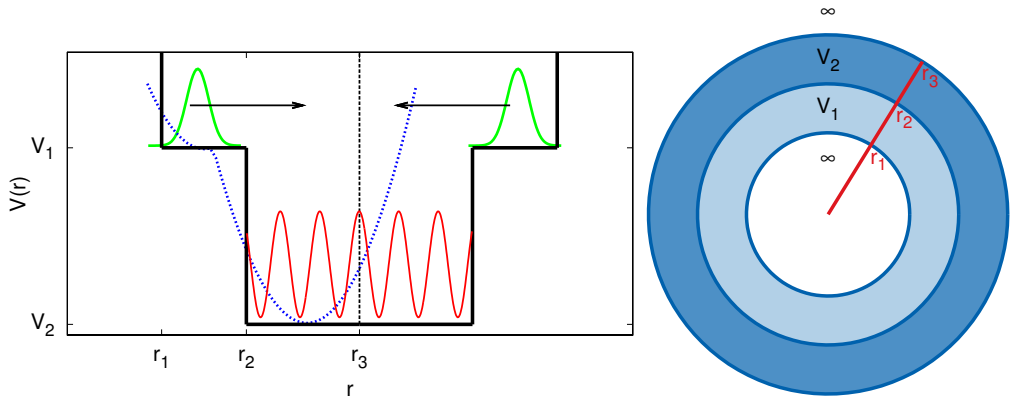 V(r)
V₁
V₂
r₁
r₂
r₃
r
∞
V₂
V₁
∞
r₃
r₂
r₁